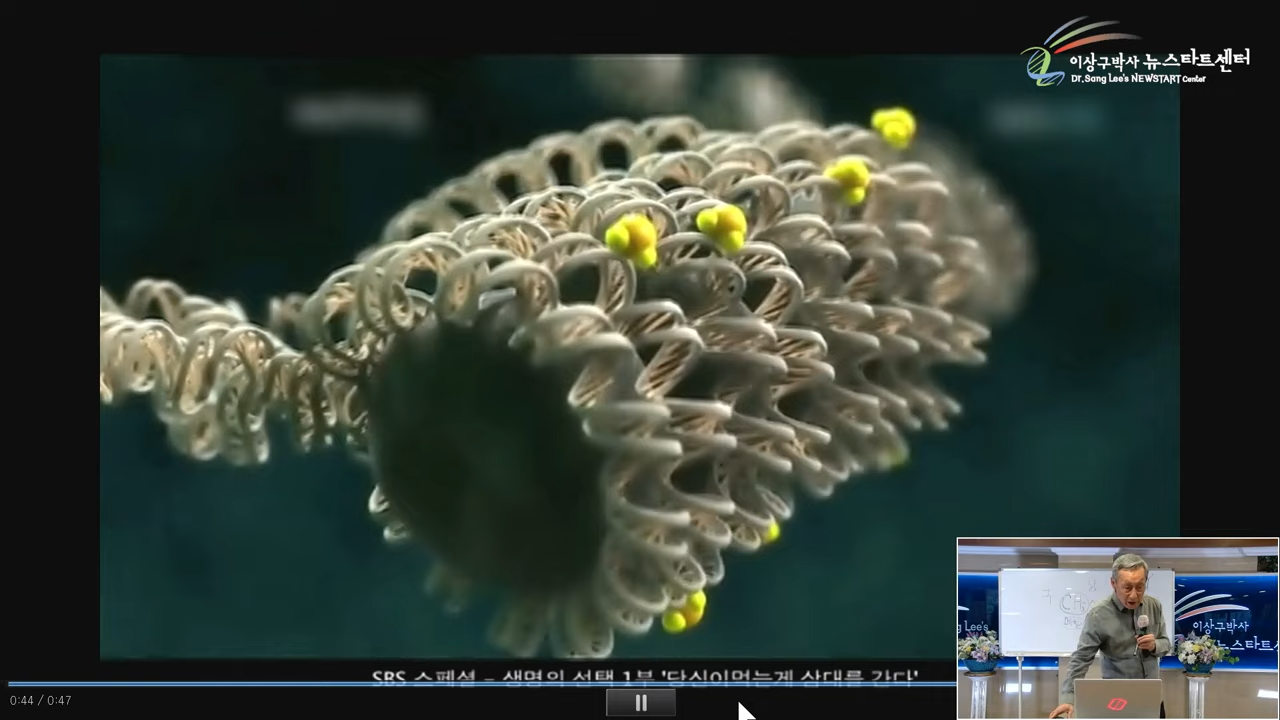 이상구박사 뉴스타트센터
Dr. Sang Lee's NEWSTART Center
SBS 스페셜 - 생명의 선택 1부 '당신이먹는게 삼대를 간다'
0:44 / 0:47
g Lee's
이상구박사
뉴스타트